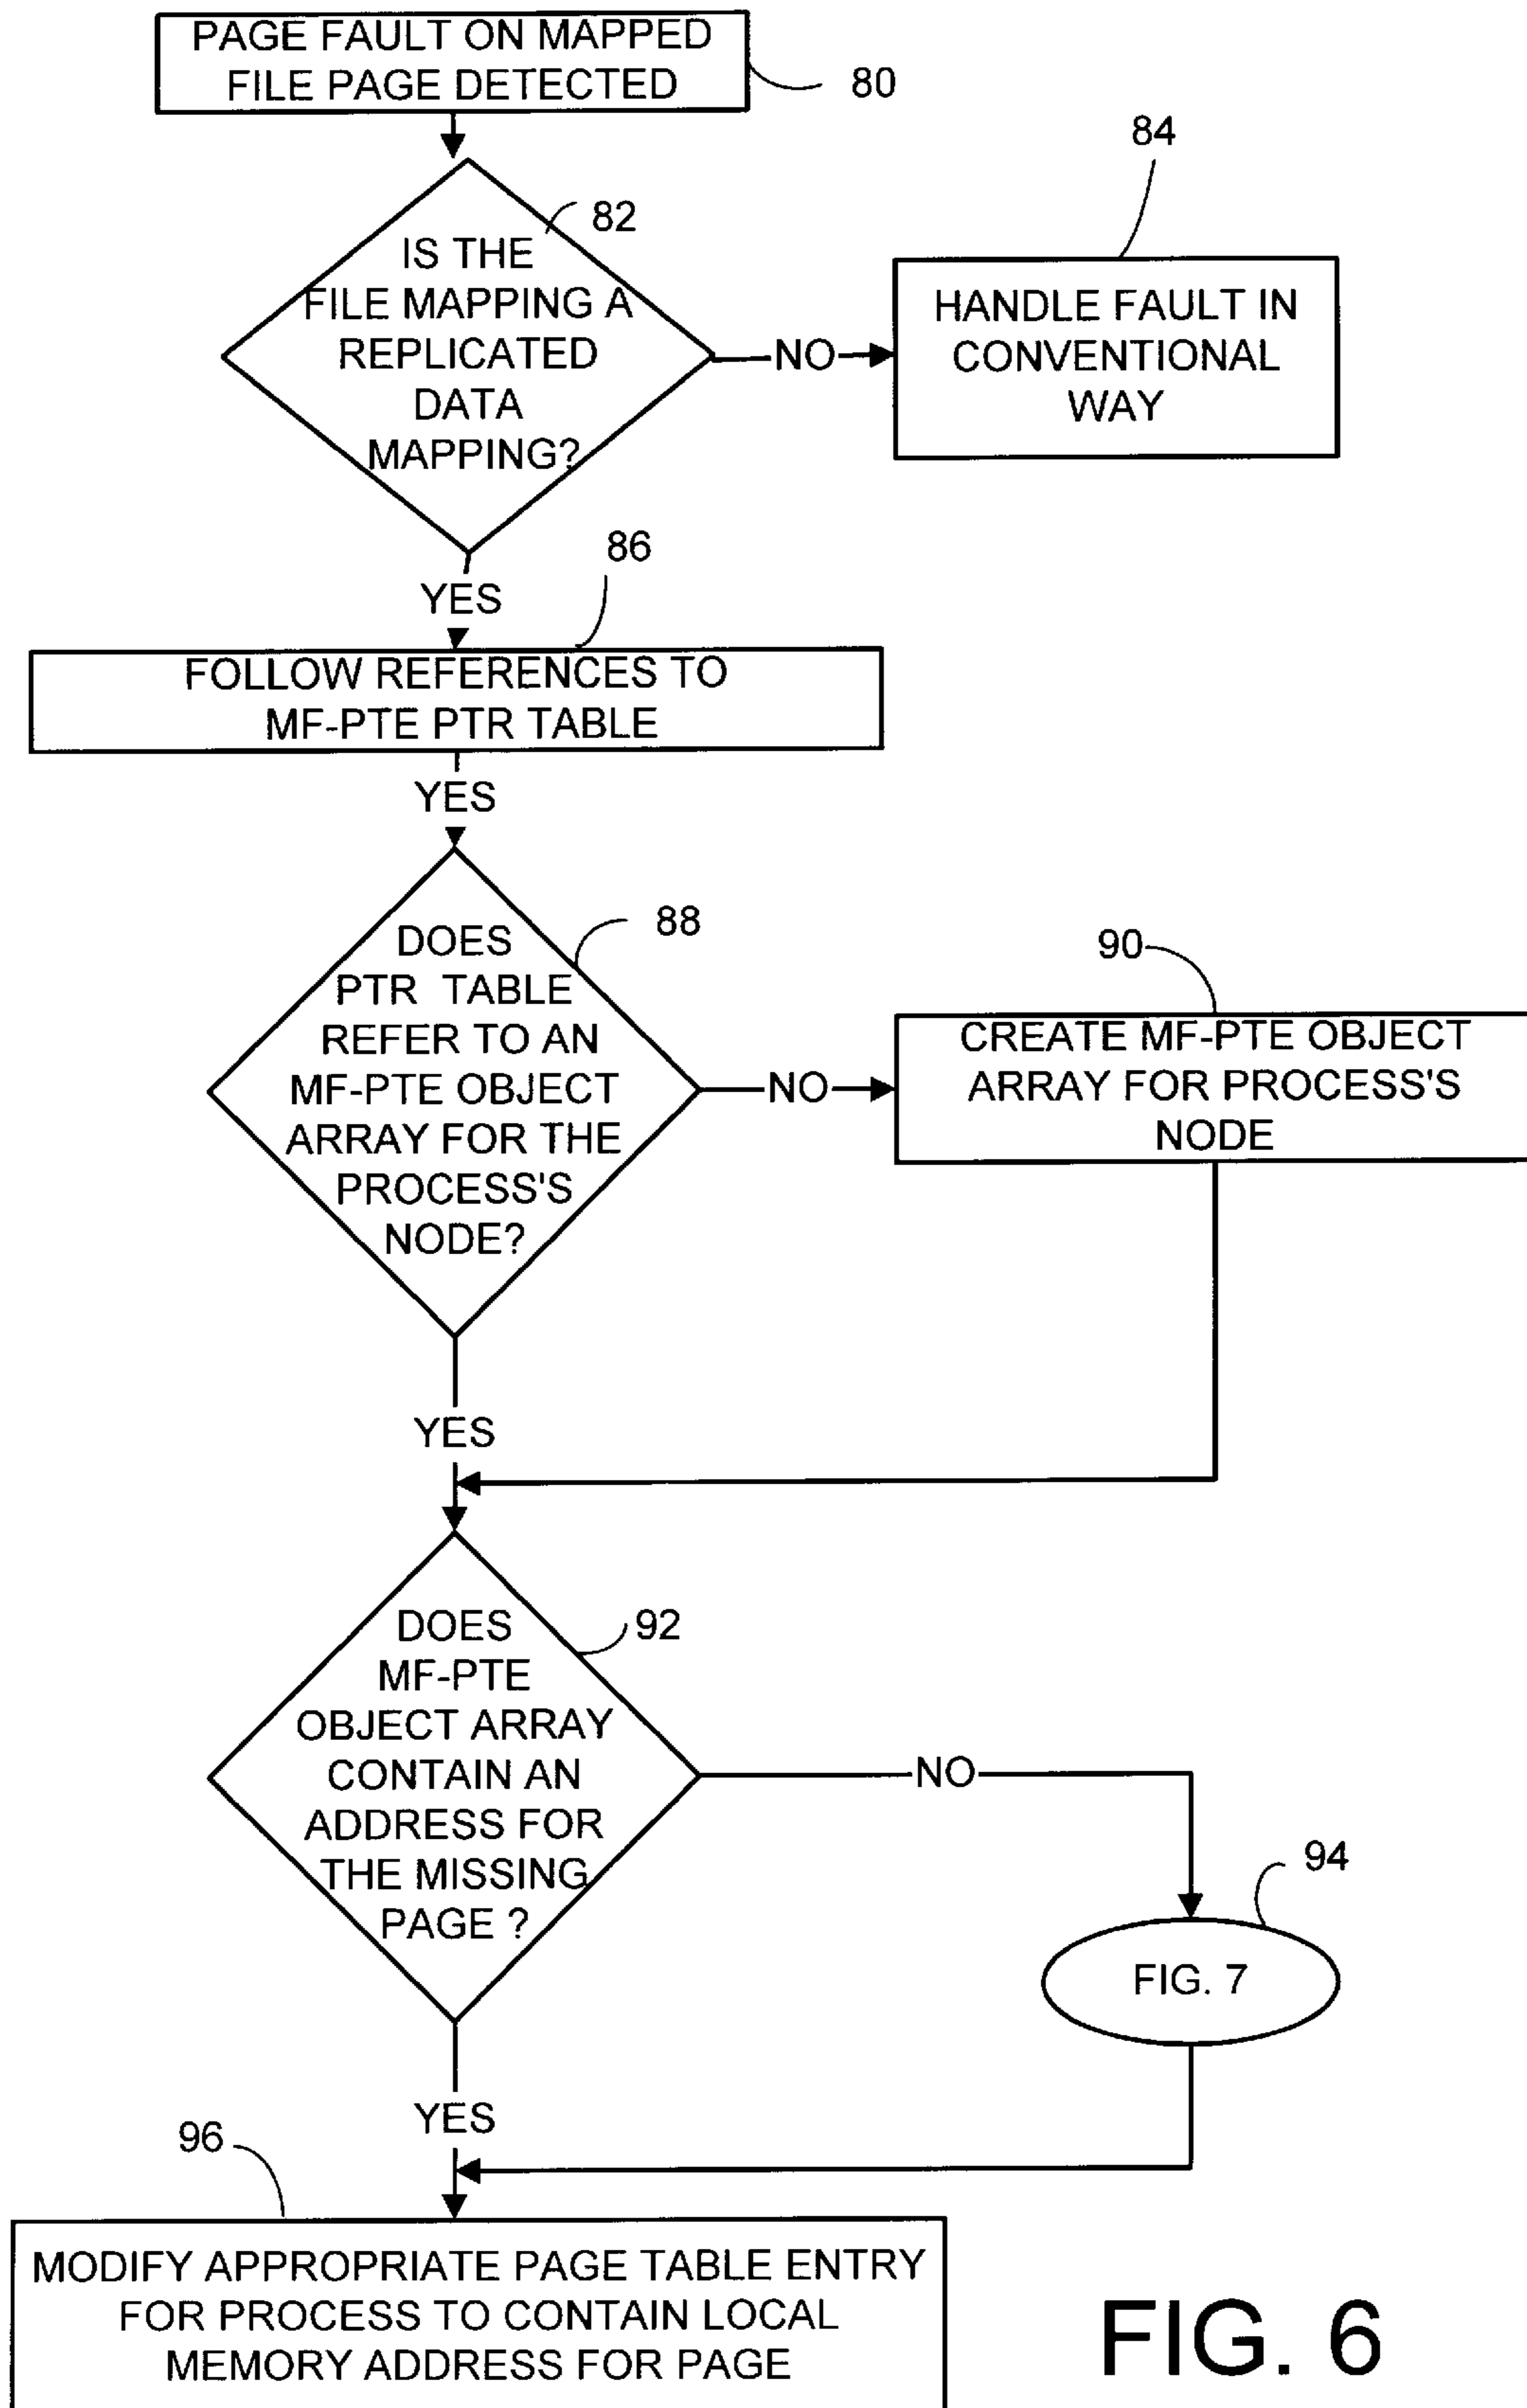 PAGE FAULT ON MAPPED
FILE PAGE DETECTED
80
82
IS THE
FILE MAPPING A
REPLICATED
DATA
MAPPING?
NO
84
HANDLE FAULT IN
CONVENTIONAL
WAY
YES
86
FOLLOW REFERENCES TO
MF-PTE PTR TABLE
YES
88
DOES
PTR TABLE
REFER TO AN
MF-PTE OBJECT
ARRAY FOR THE
PROCESS'S
NODE?
NO
90
CREATE MF-PTE OBJECT
ARRAY FOR PROCESS'S
NODE
YES
92
DOES
MF-PTE
OBJECT ARRAY
CONTAIN AN
ADDRESS FOR
THE MISSING
PAGE ?
NO
94
FIG. 7
YES
96
MODIFY APPROPRIATE PAGE TABLE ENTRY
FOR PROCESS TO CONTAIN LOCAL
MEMORY ADDRESS FOR PAGE
FIG. 6